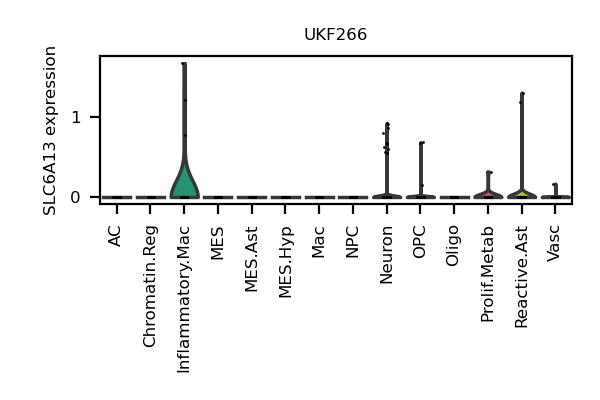 UKF266
SLC6A13 expression
1
0
AC
Chromatin.Reg
Inflammatory.Mac
MES
MES.Ast
MES.Hyp
Mac
NPC
Neuron
OPC
Oligo
Prolif.Metab
Reactive.Ast
Vasc